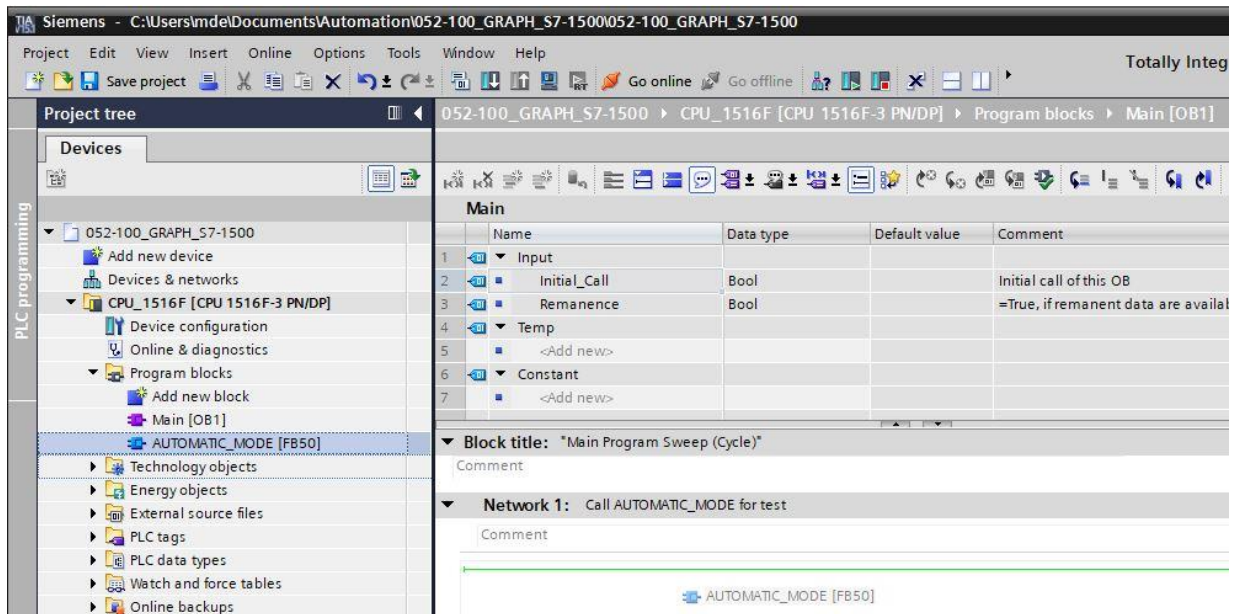 Siemens - C:\Users\mde\Documents\Automation\052-100_GRAPH_S7-1500\052-100_GRAPH_S7-1500
Project Edit View Insert Online Options Tools Window Help
Totally Integ
Save project Go online Go offline
Project tree
052-100_GRAPH_S7-1500 CPU_1516F [CPU 1516F-3 PN/DP] Program blocks Main [OB1]
Devices
PLC programming
052-100_GRAPH_S7-1500
Add new device
Devices & networks
CPU_1516F [CPU 1516F-3 PN/DP]
Device configuration
Online & diagnostics
Program blocks
Add new block
Main [OB1]
AUTOMATIC_MODE [FB50]
Technology objects
Energy objects
External source files
PLC tags
PLC data types
Watch and force tables
Online backups
Main
Name Data type Default value Comment
1 Input
2 Initial_Call Bool Initial call of this OB
3 Remanence Bool =True, if remanent data are availab
4 Temp
5 <Add new>
6 Constant
7 <Add new>
Block title: "Main Program Sweep (Cycle)"
Comment
Network 1: Call AUTOMATIC_MODE for test
Comment
AUTOMATIC_MODE [FB50]